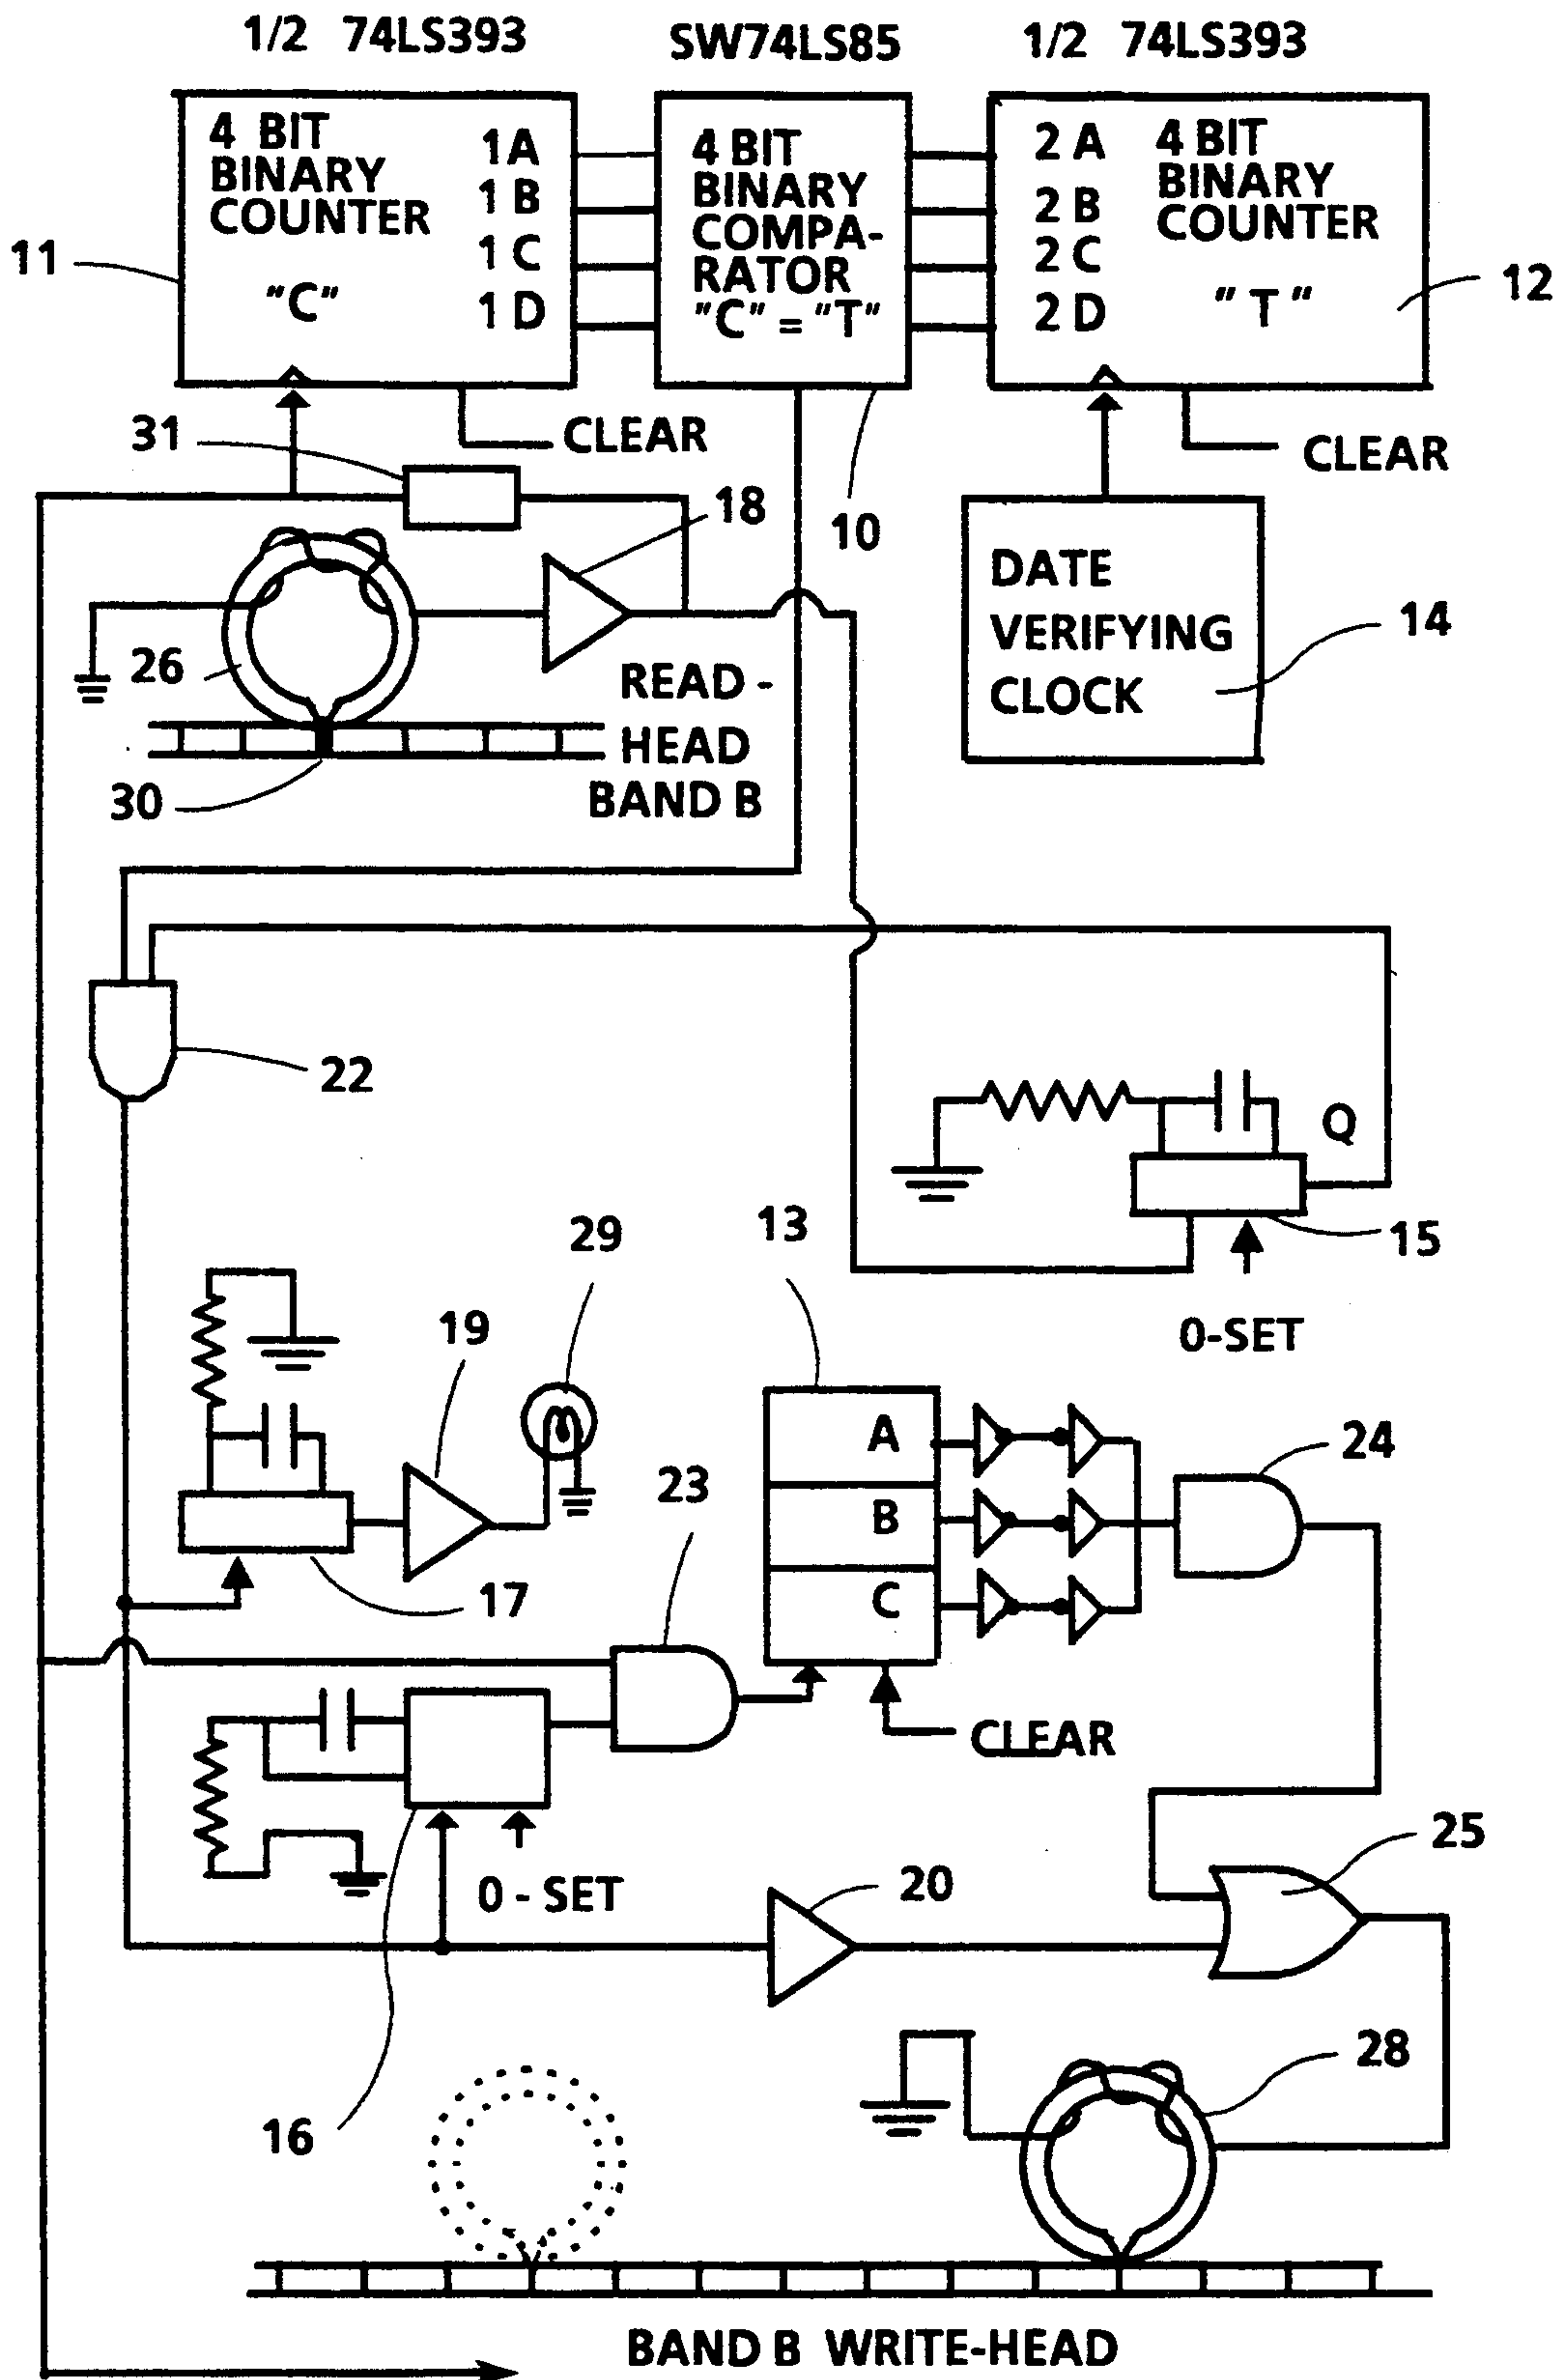 1/2 74LS393
SW74LS85
1/2 74LS393
4 BIT
BINARY
COUNTER
"C"
1A
1B
1C
1D
4 BIT
BINARY
COMPA-
RATOR
"C" = "T"
2A
2B
2C
2D
4 BIT
BINARY
COUNTER
"T"
11
12
31
CLEAR
CLEAR
18
10
DATE
VERIFYING
CLOCK
14
26
READ -
HEAD
BAND B
30
22
Q
15
0-SET
13
29
19
A
B
C
24
23
17
CLEAR
0 - SET
20
25
16
28
BAND B WRITE-HEAD